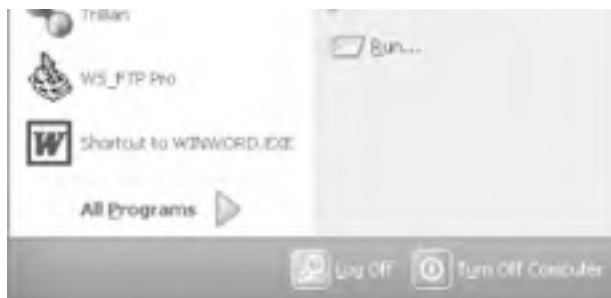 Trillian
Run...
WS_FTP Pro
Shortcut to WINWORD.EXE
All Programs
Log Off
Turn Off Computer